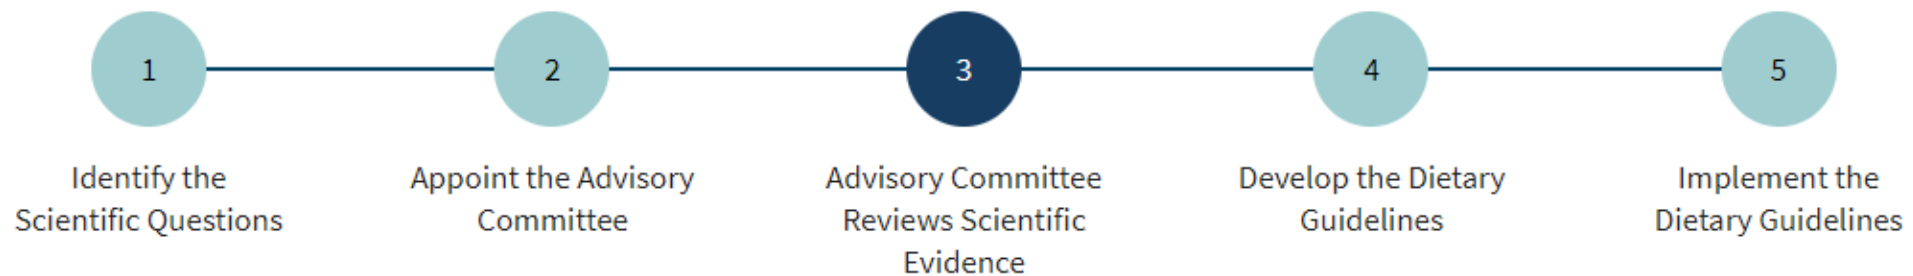 1
2
3
4
5
Identify the
Scientific Questions
Appoint the Advisory
Committee
Advisory Committee
Reviews Scientific
Evidence
Develop the Dietary
Guidelines
Implement the
Dietary Guidelines